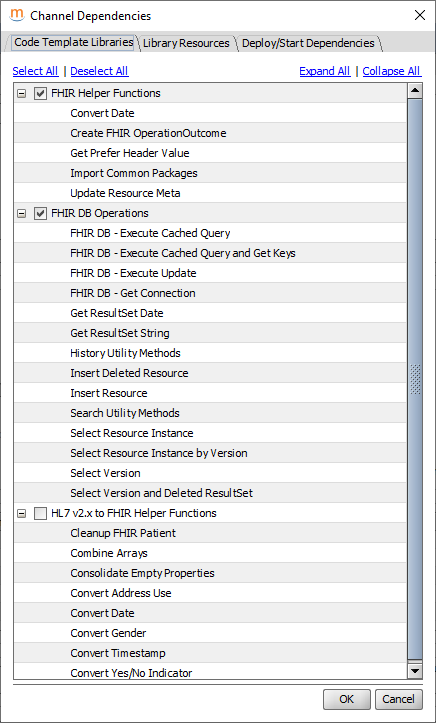 Channel Dependencies
Code Template Libraries Library Resources Deploy/Start Dependencies
Select All | Deselect All Expand All | Collapse All
FHIR Helper Functions
Convert Date
Create FHIR OperationOutcome
Get Prefer Header Value
Import Common Packages
Update Resource Meta
FHIR DB Operations
FHIR DB - Execute Cached Query
FHIR DB - Execute Cached Query and Get Keys
FHIR DB - Execute Update
FHIR DB - Get Connection
Get ResultSet Date
Get ResultSet String
History Utility Methods
Insert Deleted Resource
Insert Resource
Search Utility Methods
Select Resource Instance
Select Resource Instance by Version
Select Version
Select Version and Deleted ResultSet
HL7 v2.x to FHIR Helper Functions
Cleanup FHIR Patient
Combine Arrays
Consolidate Empty Properties
Convert Address Use
Convert Date
Convert Gender
Convert Timestamp
Convert Yes/No Indicator
OK Cancel